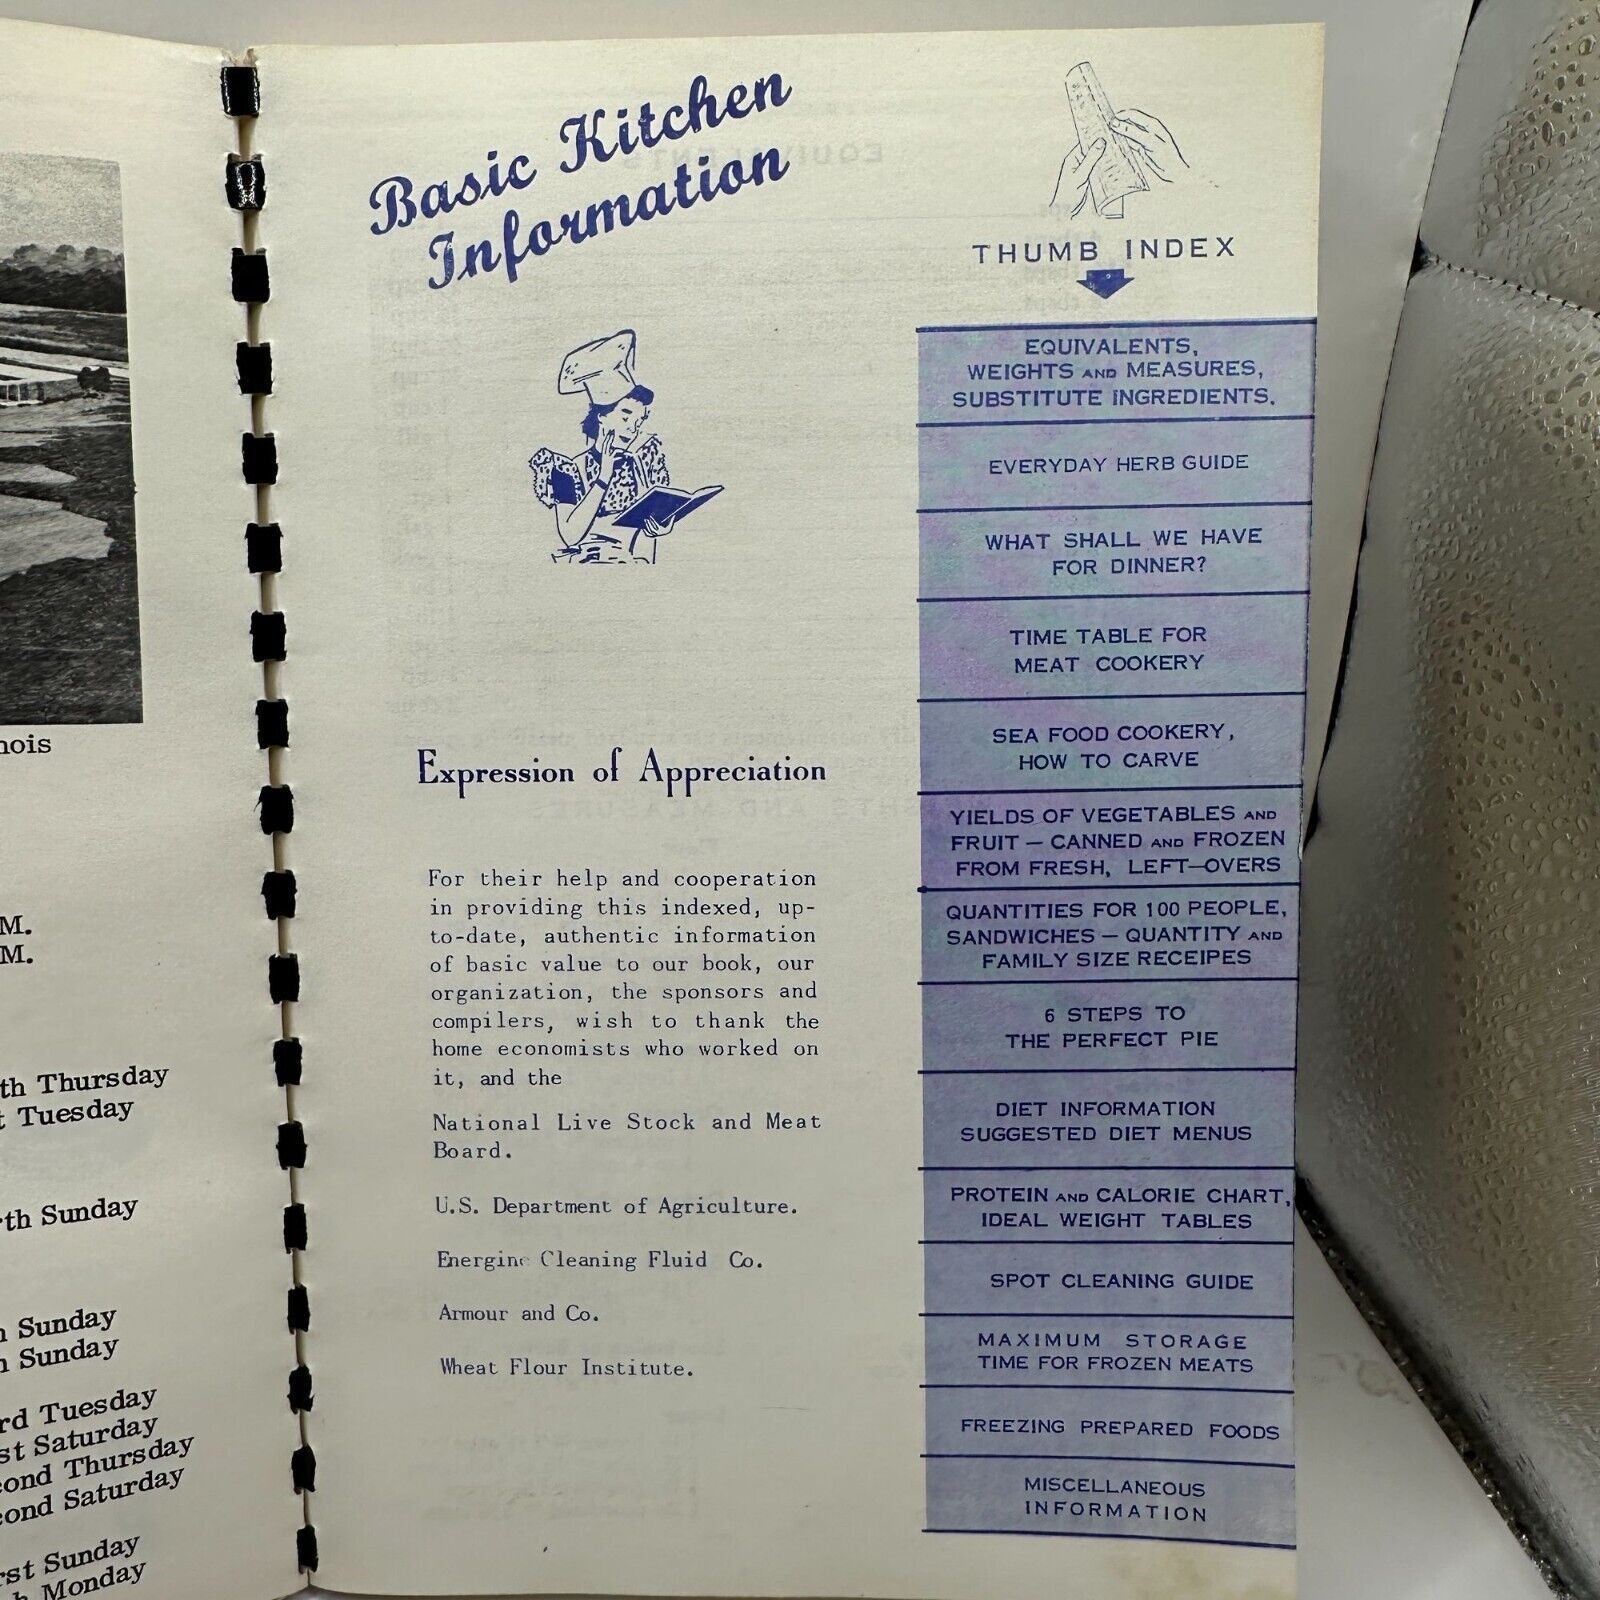 nois
M.
M.
th Thursday
t Tuesday
th Sunday
Sunday
Sunday
rd Tuesday
st Saturday
cond Thursday
cond Saturday
rst Sunday
Monday
Basic Kitchen
Information
Expression of Appreciation
For their help and cooperation
in providing this indexed, up-
to-date, authentic information
of basic value to our book, our
organization, the sponsors and
compilers, wish to thank the
home economists who worked on
it, and the
National Live Stock and Meat
Board.
U.S. Department of Agriculture.
Energine Cleaning Fluid Co.
Armour and Co.
Wheat Flour Institute.
THUMB INDEX
EQUIVALENTS,
WEIGHTS AND MEASURES,
SUBSTITUTE INGREDIENTS.
EVERYDAY HERB GUIDE
WHAT SHALL WE HAVE
FOR DINNER?
TIME TABLE FOR
MEAT COOKERY
SEA FOOD COOKERY,
HOW TO CARVE
YIELDS OF VEGETABLES AND
FRUIT — CANNED AND FROZEN
FROM FRESH, LEFT—OVERS
QUANTITIES FOR 100 PEOPLE,
SANDWICHES — QUANTITY AND
FAMILY SIZE RECEIPES
6 STEPS TO
THE PERFECT PIE
DIET INFORMATION
SUGGESTED DIET MENUS
PROTEIN AND CALORIE CHART,
IDEAL WEIGHT TABLES
SPOT CLEANING GUIDE
MAXIMUM STORAGE
TIME FOR FROZEN MEATS
FREEZING PREPARED FOODS
MISCELLANEOUS
INFORMATION